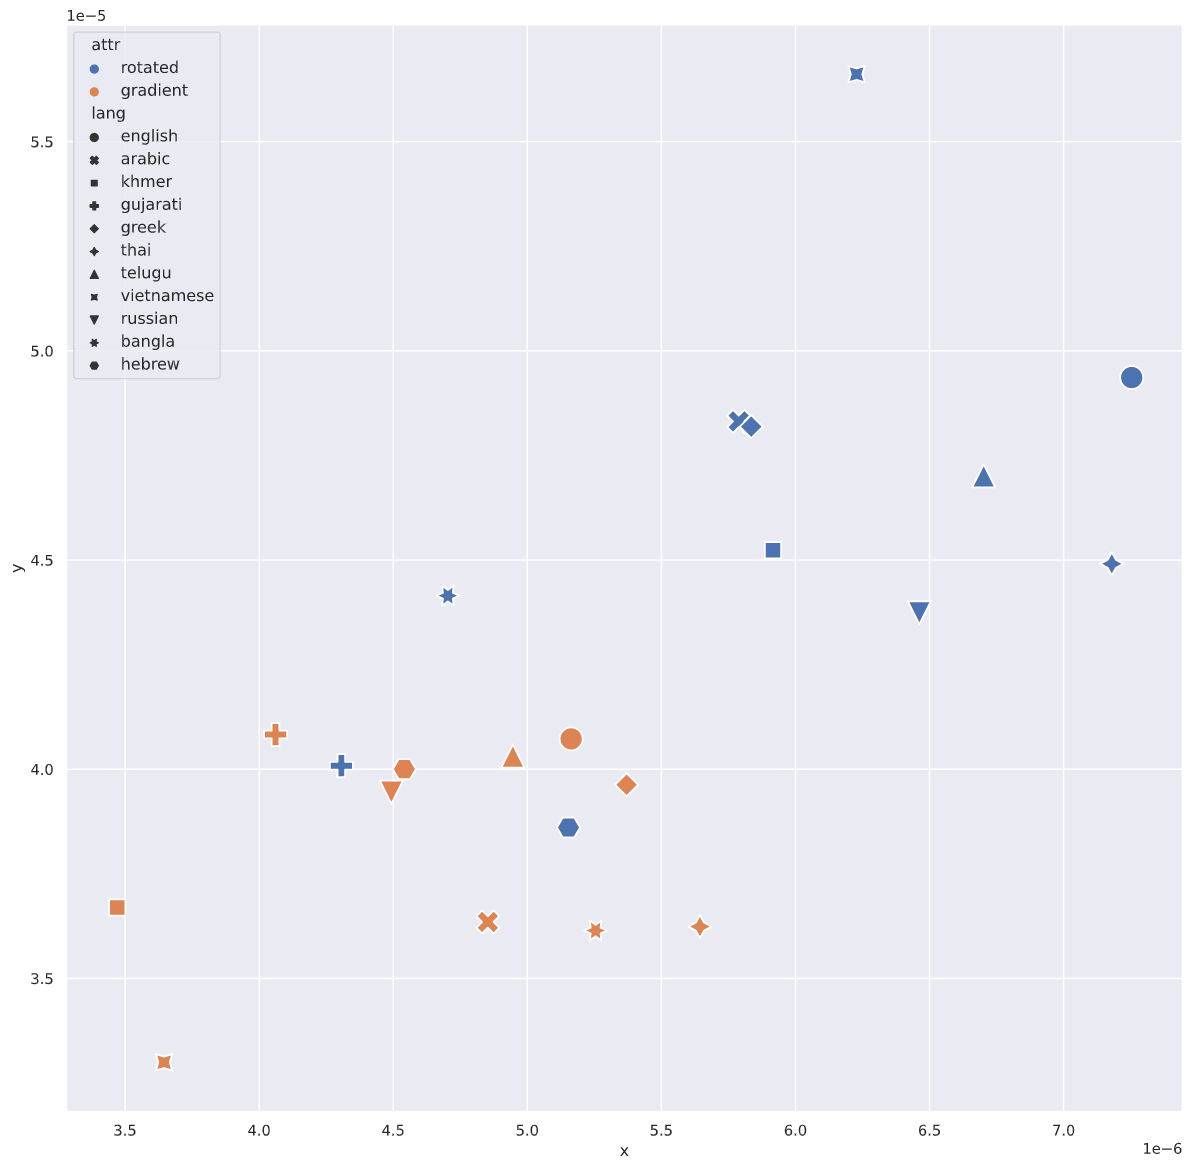 1e−5
attr
rotated
gradient
lang
english
arabic
khmer
gujarati
greek
thai
telugu
vietnamese
russian
bangla
hebrew
5.5
5.0
4.5
4.0
3.5
y
3.5 4.0 4.5 5.0 5.5 6.0 6.5 7.0
x
1e−6